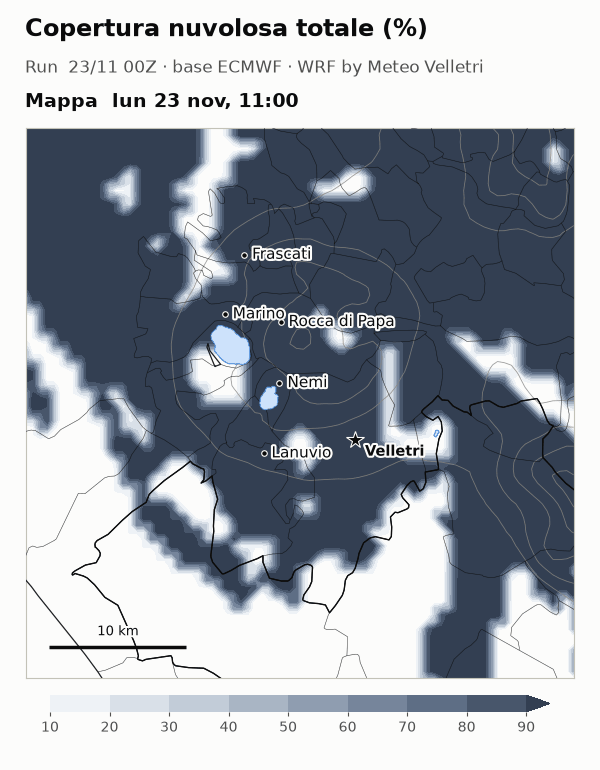 Copertura nuvolosa totale (%)
Run  23/11 00Z · base ECMWF · WRF by Meteo Velletri
Mappa  lun 23 nov, 11:00
Frascati
Marino
Rocca di Papa
Nemi
Velletri
Lanuvio
10 km
10 20 30 40 50 60 70 80 90